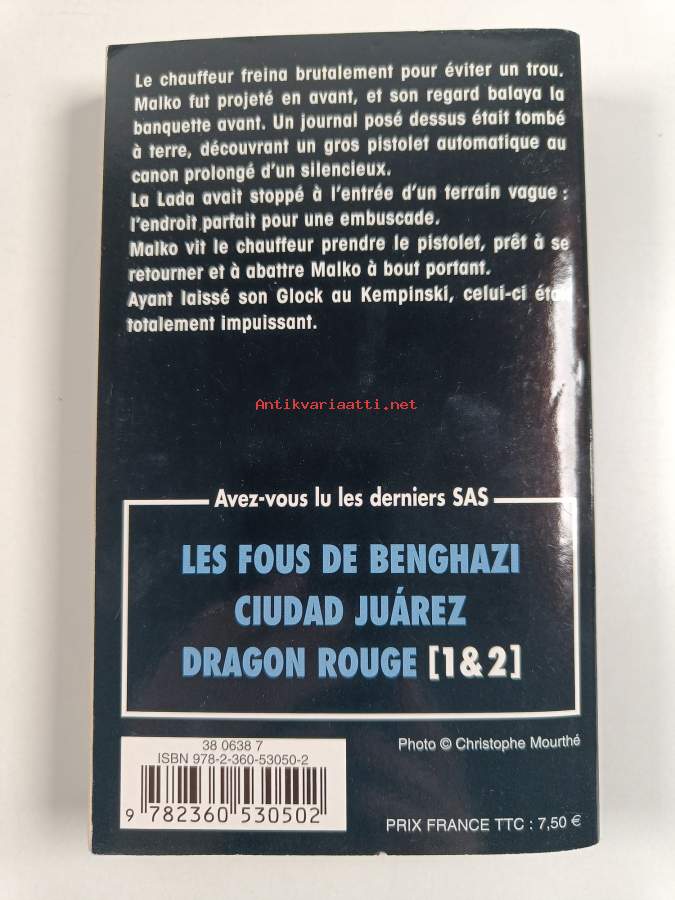 Le chauffeur freina brutalement pour éviter un trou.
Malko fut projeté en avant, et son regard balaya la
banquette avant. Un journal posé dessus était tombé
à terre, découvrant un gros pistolet automatique au
canon prolongé d'un silencieux.
La Lada avait stoppé à l'entrée d'un terrain vague :
l'endroit parfait pour une embuscade.
Malko vit le chauffeur prendre le pistolet, prêt à se
retourner et à abattre Malko à bout portant.
Ayant laissé son Glock au Kempinski, celui-ci était
totalement impuissant.
Antikvariaatti.net
Avez-vous lu les derniers SAS
LES FOUS DE BENGHAZI
CIUDAD JUÁREZ
DRAGON ROUGE [1&2]
38 0638 7
ISBN 978-2-360-53050-2
9 782360 530502
Photo © Christophe Mourthé
PRIX FRANCE TTC : 7,50 €